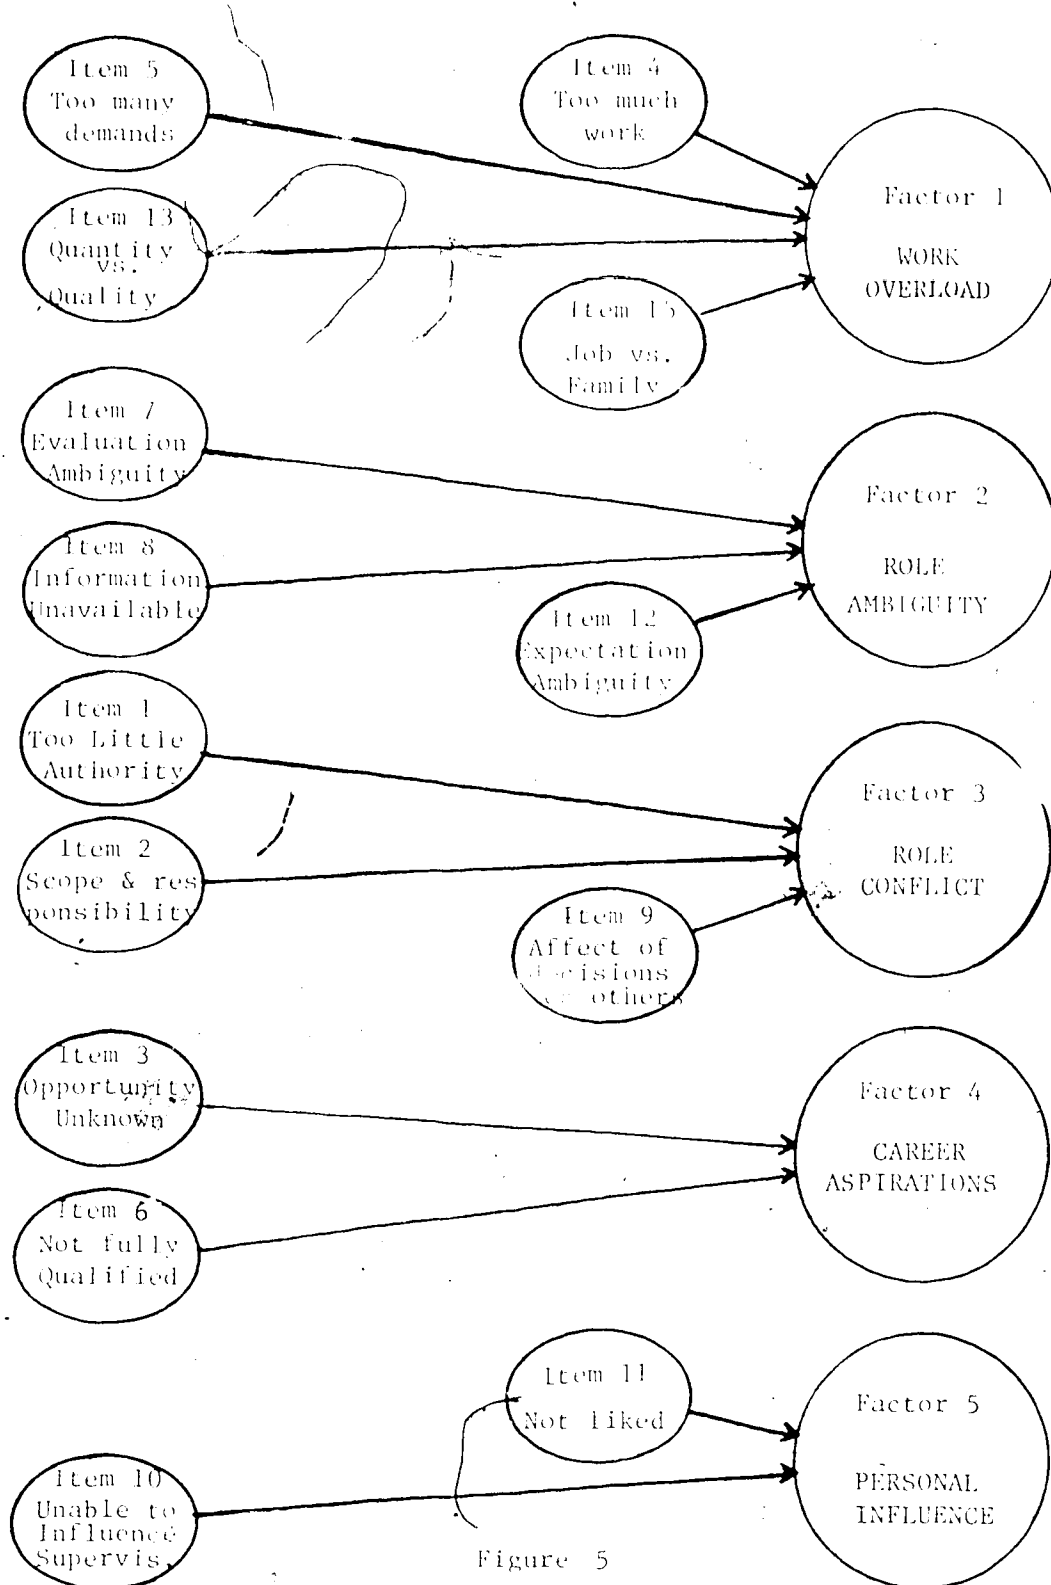 Item 5
Too many
demands
Item 4
Too much
work
Factor 1
WORK
OVERLOAD
Item 13
Quantity
vs.
Quality
Item 15
Job vs.
Family
Item 7
Evaluation
Ambiguity
Factor 2
ROLE
AMBIGUITY
Item 8
Information
Unavailable
Item 12
Expectation
Ambiguity
Item 1
Too Little
Authority
Factor 3
ROLE
CONFLICT
Item 2
Scope & res
ponsibility
Item 9
Affect of
decisions
others
Item 3
Opportunity
Unknown
Factor 4
CAREER
ASPIRATIONS
Item 6
Not fully
Qualified
Item 11
Not liked
Factor 5
PERSONAL
INFLUENCE
Item 10
Unable to
Influence
Supervis.
Figure 5